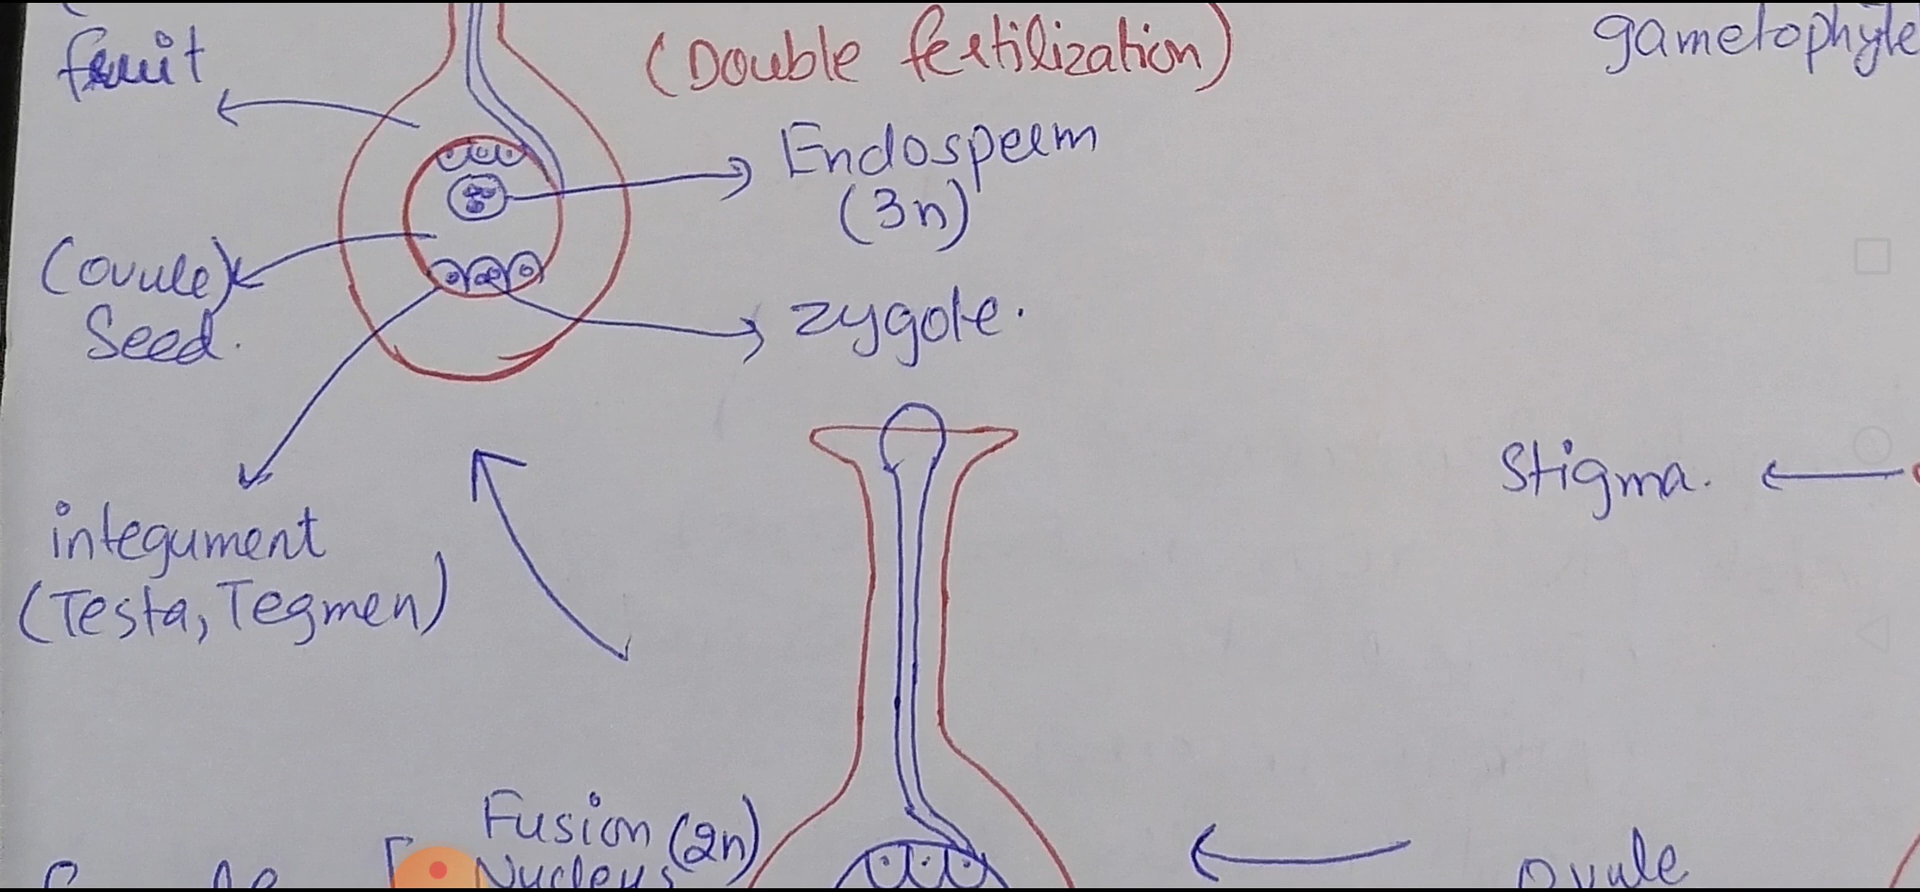 fruit
(Double fertilization)
gametophyte
Endosperm
(3n)
(ovule)
Seed.
zygote.
Stigma.
integument
(Testa, Tegmen)
Fusion (2n)
Nucleus
ovule